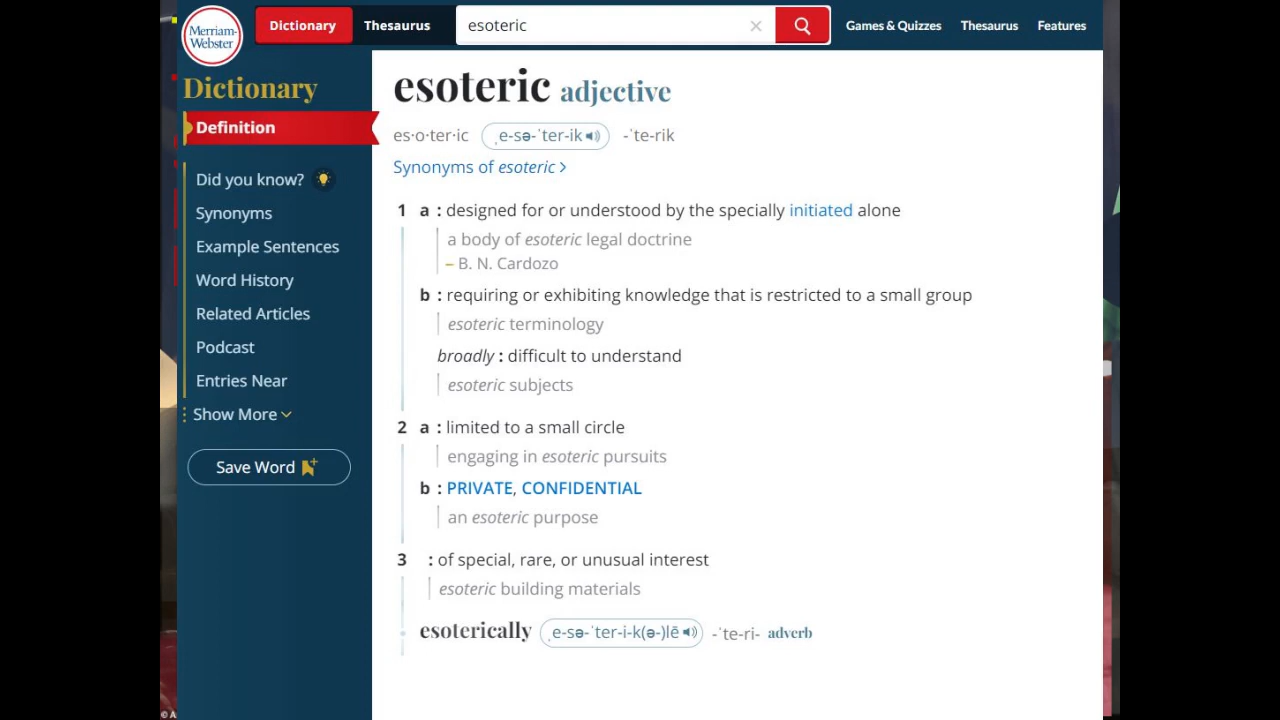 Merriam-
Webster
Dictionary
Thesaurus
esoteric
Games & Quizzes
Thesaurus
Features
Dictionary
Definition
Did you know?
Synonyms
Example Sentences
Word History
Related Articles
Podcast
Entries Near
Show More
Save Word
esoteric adjective
es·o·ter·ic ˌe-sə-ˈter-ik -ˈte-rik
Synonyms of esoteric >
1 a : designed for or understood by the specially initiated alone
a body of esoteric legal doctrine
– B. N. Cardozo
b : requiring or exhibiting knowledge that is restricted to a small group
esoteric terminology
broadly : difficult to understand
esoteric subjects
2 a : limited to a small circle
engaging in esoteric pursuits
b : PRIVATE, CONFIDENTIAL
an esoteric purpose
3 : of special, rare, or unusual interest
esoteric building materials
esoterically ˌe-sə-ˈter-i-k(ə-)lē -ˈte-ri- adverb